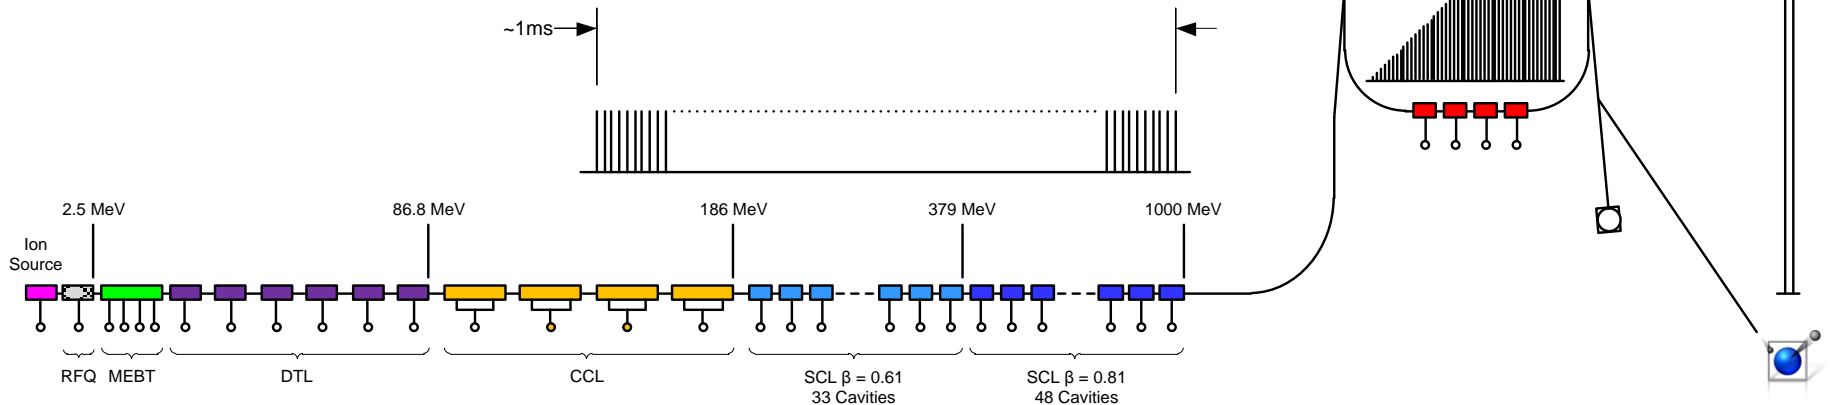 ~1ms
2.5 MeV
86.8 MeV
186 MeV
379 MeV
1000 MeV
Ion
Source
RFQ
MEBT
DTL
CCL
SCL β = 0.61
33 Cavities
SCL β = 0.81
48 Cavities